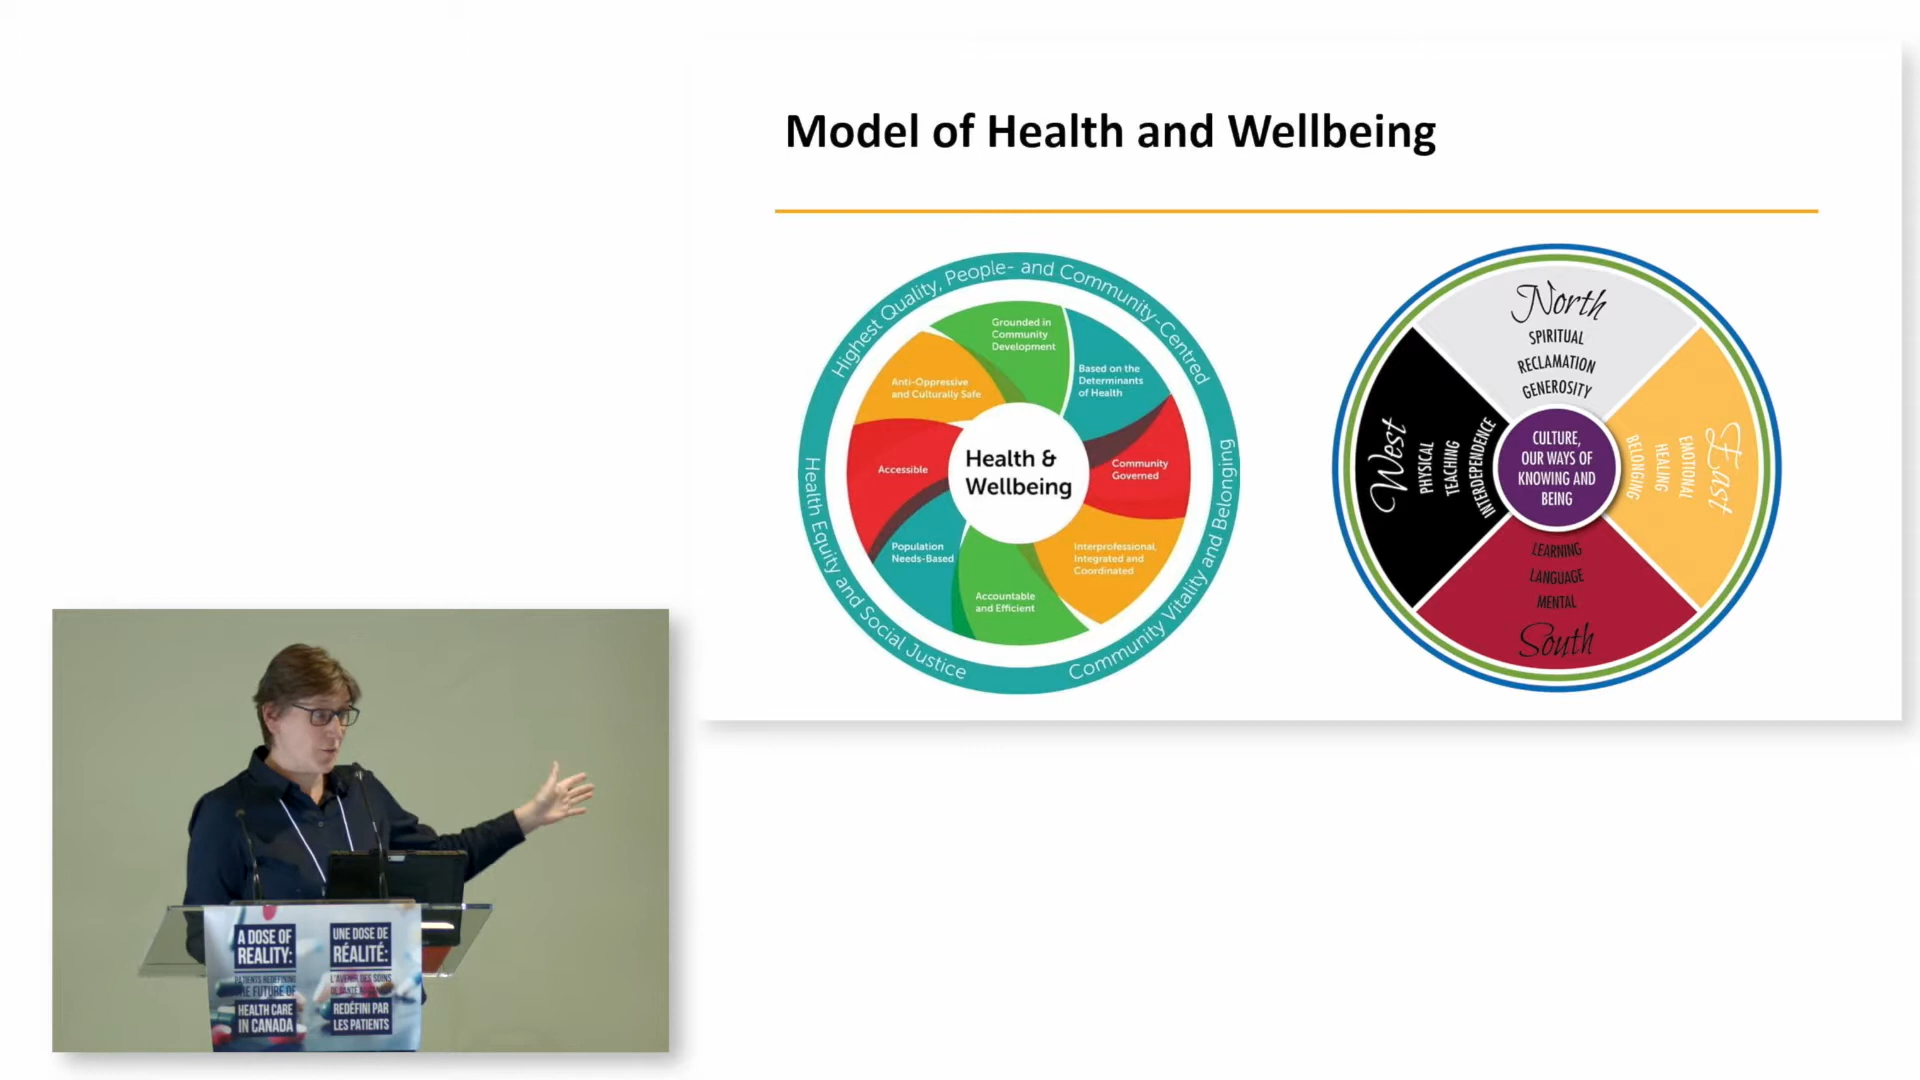 Model of Health and Wellbeing
Highest Quality, People- and Community-Centred
Community Vitality and Belonging
Health Equity and Social Justice
Grounded in
Community
Development
Based on the
Determinants
of Health
Community
Governed
Interprofessional,
Integrated and
Coordinated
Accountable
and Efficient
Population
Needs-Based
Accessible
Anti-Oppressive
and Culturally Safe
Health &
Wellbeing
North
SPIRITUAL
RECLAMATION
GENEROSITY
East
EMOTIONAL
HEALING
BELONGING
LEARNING
LANGUAGE
MENTAL
South
West
PHYSICAL
TEACHING
INTERDEPENDENCE
CULTURE,
OUR WAYS OF
KNOWING AND
BEING
A DOSE OF
REALITY:
PATIENTS REDEFINING
THE FUTURE OF
HEALTH CARE
IN CANADA
UNE DOSE DE
RÉALITÉ:
L'AVENIR DES SOINS
DE SANTÉ
REDÉFINI PAR
LES PATIENTS